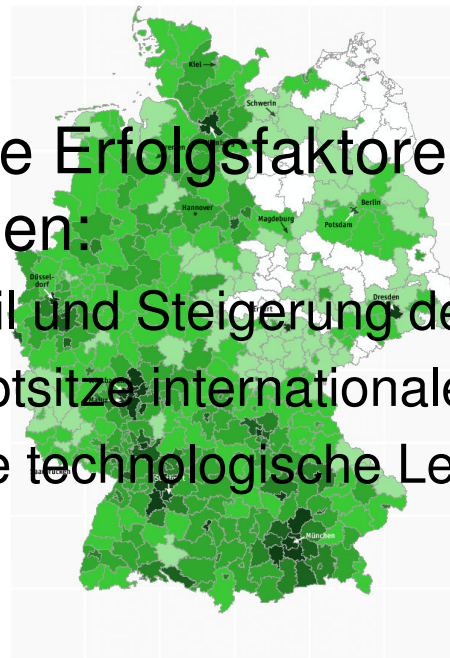 Kiel
Schwerin
e Erfolgsfaktore
Hannover
Berlin
Magdeburg
Potsdam
en:
Düssel-
dorf
Dresden
il und Steigerung de
otsitze internationale
e technologische Le
München